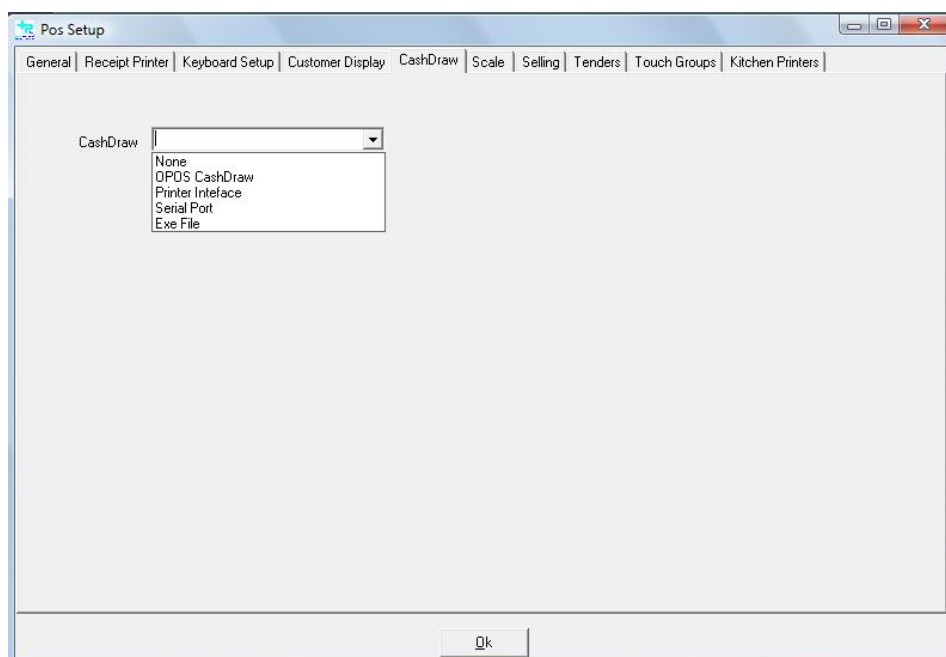 Pos Setup
General Receipt Printer Keyboard Setup Customer Display CashDraw Scale Selling Tenders Touch Groups Kitchen Printers
CashDraw
None
OPOS CashDraw
Printer Inteface
Serial Port
Exe File
Ok